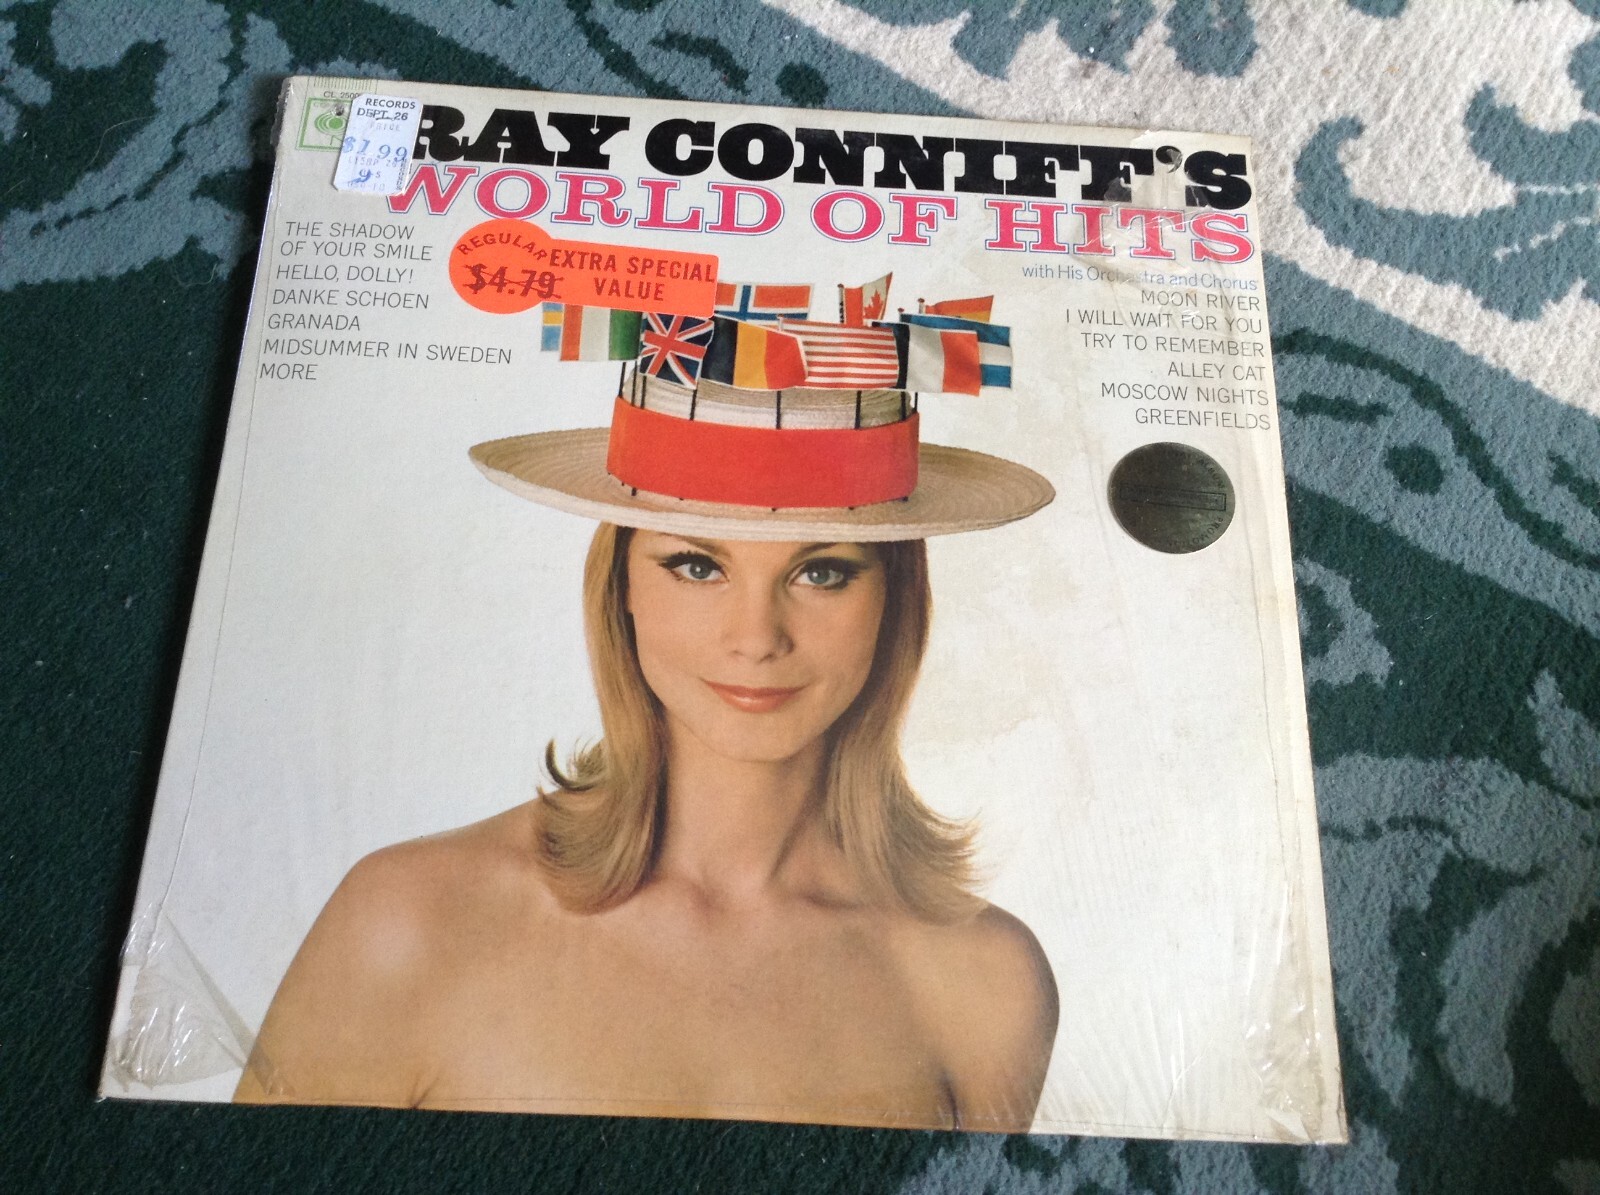 RECORDS
DEPT. 26
PRICE
$1.99
RAY CONNIFF'S
WORLD OF HITS
with His Orchestra and Chorus
REGULAR
$4.79
EXTRA SPECIAL
VALUE
THE SHADOW
OF YOUR SMILE
HELLO, DOLLY!
DANKE SCHOEN
GRANADA
MIDSUMMER IN SWEDEN
MORE
MOON RIVER
I WILL WAIT FOR YOU
TRY TO REMEMBER
ALLEY CAT
MOSCOW NIGHTS
GREENFIELDS